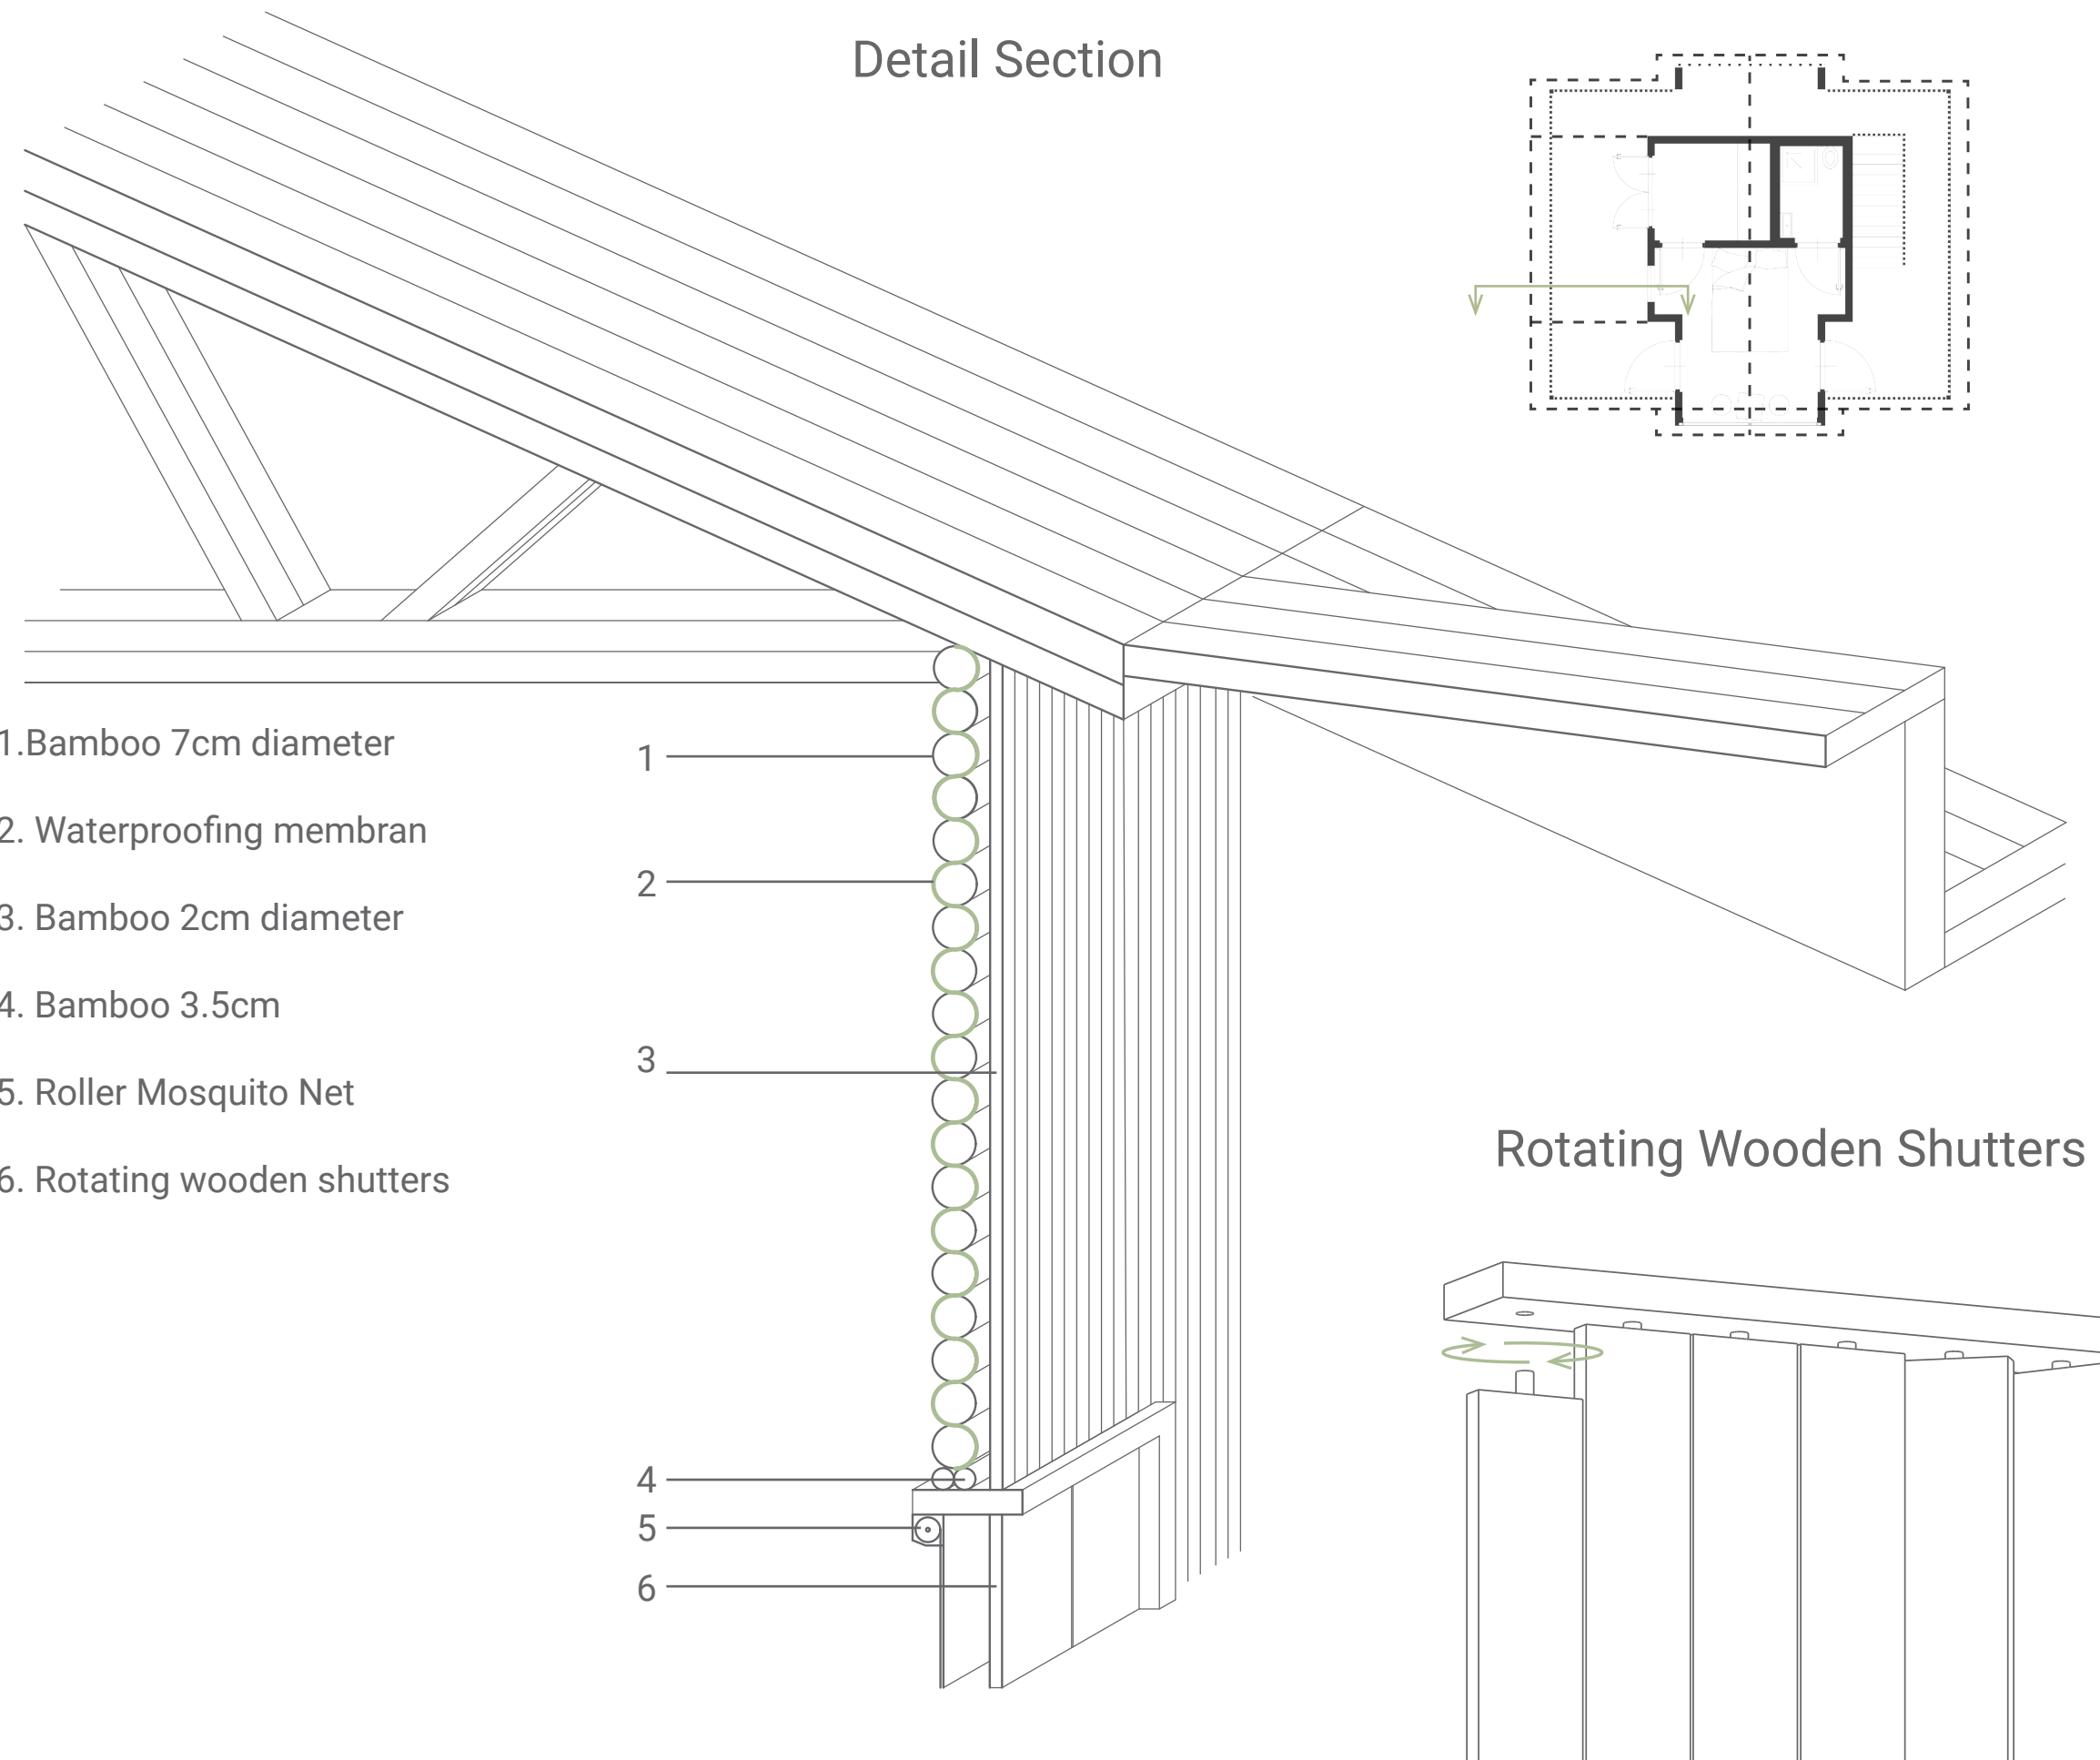 Detail Section
1.Bamboo 7cm diameter
2. Waterproofing membran
3. Bamboo 2cm diameter
4. Bamboo 3.5cm
5. Roller Mosquito Net
6. Rotating wooden shutters
1
2
3
4
5
6
Rotating Wooden Shutters